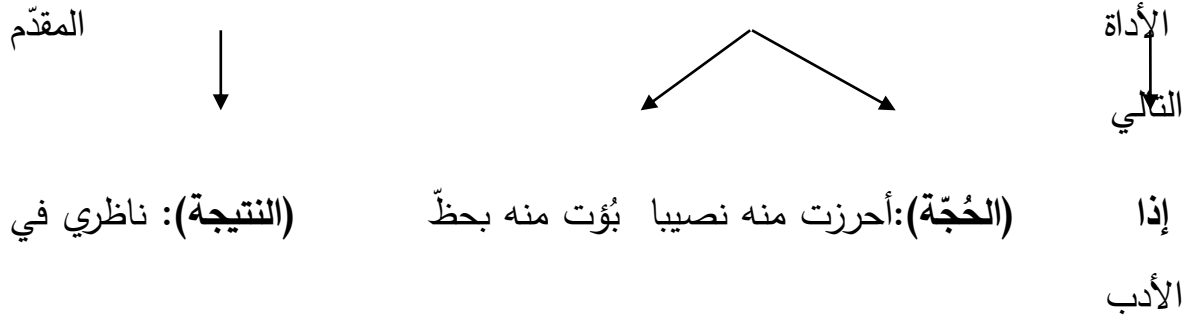 الأداة المقدّم
التالي
إذا (الحُجّة):أحرزت منه نصيبا بُؤت منه بحظّ (النتيجة): ناظري في
الأدب